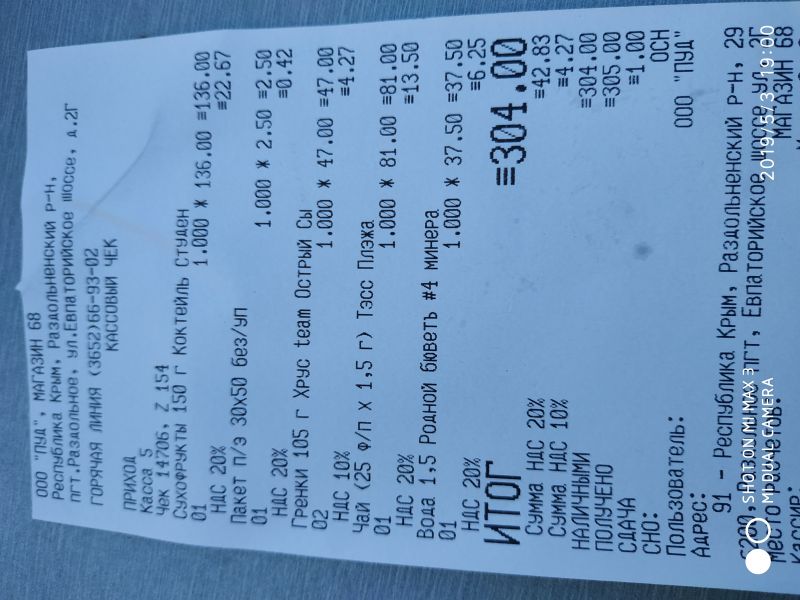 ООО "ПУД", МАГАЗИН 68
Республика Крым, Раздольненский р-н,
пгт.Раздольное, ул.Евпаторийское шоссе, д.2Г
ГОРЯЧАЯ ЛИНИЯ (3652)66-93-02
КАССОВЫЙ ЧЕК
ПРИХОД
Касса 5
Чек 14706, Z 154
Сухофрукты 150 г Коктейль Студен
1.000 * 136.00 ≡136.00
01
НДС 20% ≡22.67
Пакет п/э 30х50 без/уп
1.000 * 2.50 ≡2.50
01
НДС 20% ≡0.42
Гренки 105 г Хрус team Острый Сы
1.000 * 47.00 ≡47.00
02
НДС 10% ≡4.27
Чай (25 ф/п х 1,5 г) Тэсс Плэжа
1.000 * 81.00 ≡81.00
01
НДС 20% ≡13.50
Вода 1,5 Родной бюветь #4 минера
1.000 * 37.50 ≡37.50
01
НДС 20% ≡6.25
ИТОГ ≡304.00
Сумма НДС 20% ≡42.83
Сумма НДС 10% ≡4.27
НАЛИЧНЫМИ ≡304.00
ПОЛУЧЕНО ≡305.00
СДАЧА ≡1.00
СНО: ОСН
Пользователь: ООО "ПУД"
Адрес:
91 - Республика Крым, Раздольненский р-н, 29
ПГТ, Евпаторийское шоссе, ул, 2Г
Место МАГАЗИН 68
Кассир:
SHOT ON MI MAX 3
MI DUAL CAMERA
2019/5/3 19:00